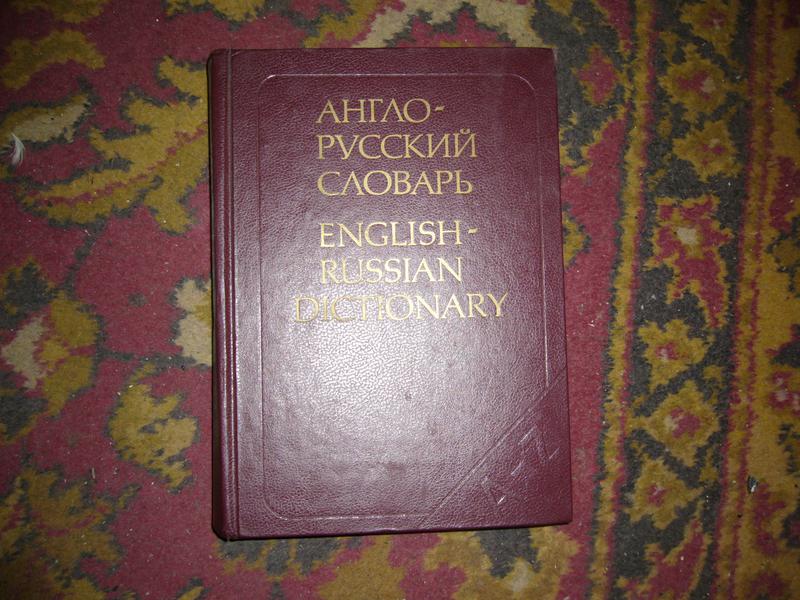 АНГЛО-
РУССКИЙ
СЛОВАРЬ
ENGLISH-
RUSSIAN
DICTIONARY
A-Z